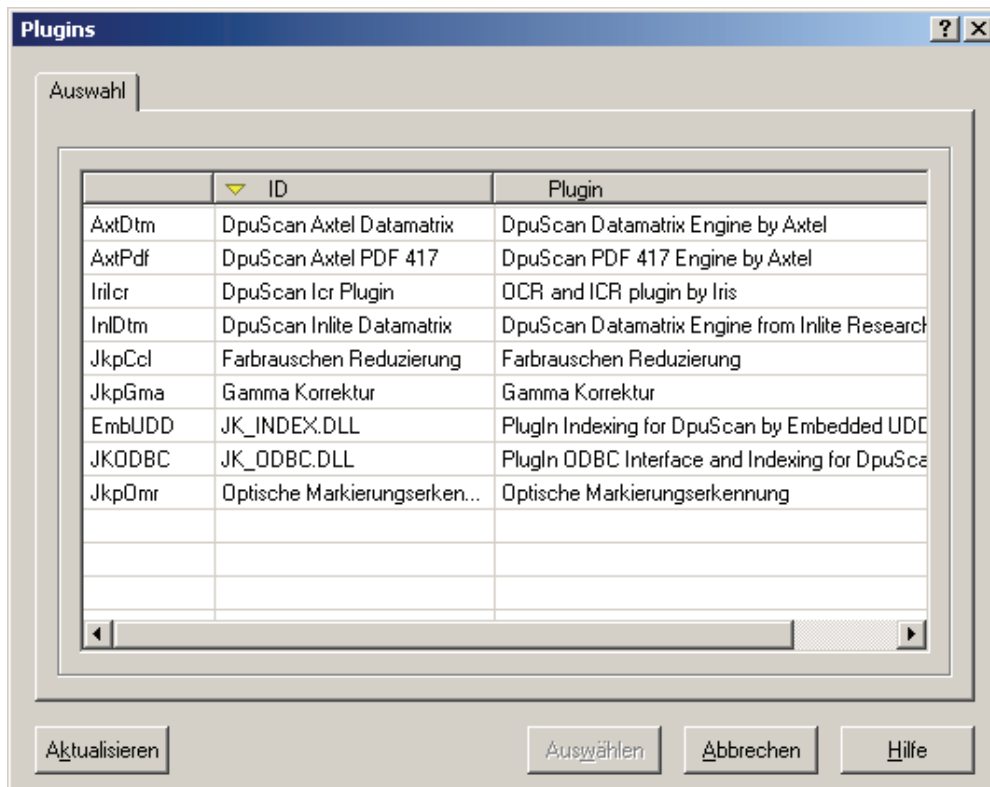 Plugins
Auswahl
ID Plugin
AxtDtm DpuScan Axtel Datamatrix DpuScan Datamatrix Engine by Axtel
AxtPdf DpuScan Axtel PDF 417 DpuScan PDF 417 Engine by Axtel
IriIcr DpuScan Icr Plugin OCR and ICR plugin by Iris
InlDtm DpuScan Inlite Datamatrix DpuScan Datamatrix Engine from Inlite Research
JkpCcl Farbrauschen Reduzierung Farbrauschen Reduzierung
JkpGma Gamma Korrektur Gamma Korrektur
EmbUDD JK_INDEX.DLL PlugIn Indexing for DpuScan by Embedded UDD
JKODBC JK_ODBC.DLL PlugIn ODBC Interface and Indexing for DpuSca
JkpOmr Optische Markierungserken... Optische Markierungserkennung
Aktualisieren Auswählen Abbrechen Hilfe